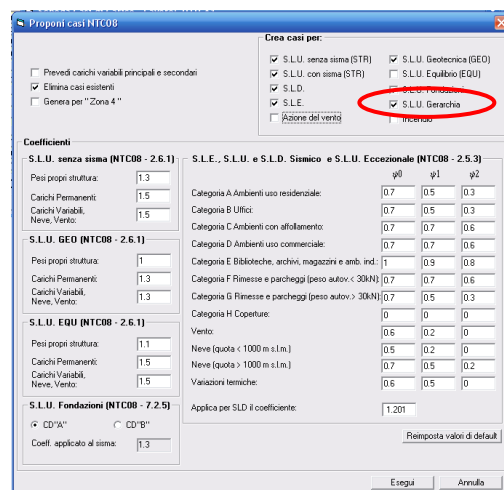 Proponi casi NTC08
Crea casi per:
Prevedi carichi variabili principali e secondari
Elimina casi esistenti
Genera per "Zona 4"
S.L.U. senza sisma (STR)
S.L.U. con sisma (STR)
S.L.D.
S.L.E.
Azione del vento
S.L.U. Geotecnica (GEO)
S.L.U. Equilibrio (EQU)
S.L.U. Fondazioni
S.L.U. Gerarchia
Incendio
Coefficienti
S.L.U. senza sisma (NTC08 - 2.6.1)
Pesi propri struttura: 1.3
Carichi Permanenti: 1.5
Carichi Variabili,
Neve, Vento: 1.5
S.L.U. GEO (NTC08 - 2.6.1)
Pesi propri struttura: 1
Carichi Permanenti: 1.3
Carichi Variabili,
Neve, Vento: 1.3
S.L.U. EQU (NTC08 - 2.6.1)
Pesi propri struttura: 1.1
Carichi Permanenti: 1.5
Carichi Variabili,
Neve, Vento: 1.5
S.L.U. Fondazioni (NTC08 - 7.2.5)
CD"A" CD"B"
Coeff. applicato al sisma: 1.3
S.L.E., S.L.U. e S.L.D. Sismico e S.L.U. Eccezionale (NTC08 - 2.5.3)
ψ0 ψ1 ψ2
Categoria A Ambienti uso residenziale: 0.7 0.5 0.3
Categoria B Uffici: 0.7 0.5 0.3
Categoria C Ambienti con affollamento: 0.7 0.7 0.6
Categoria D Ambienti uso commerciale: 0.7 0.7 0.6
Categoria E Biblioteche, archivi, magazzini e amb. ind.: 1 0.9 0.8
Categoria F Rimesse e parcheggi (peso autov.< 30kN): 0.7 0.7 0.6
Categoria G Rimesse e parcheggi (peso autov.> 30kN): 0.7 0.5 0.3
Categoria H Coperture: 0 0 0
Vento: 0.6 0.2 0
Neve (quota < 1000 m s.l.m.) 0.5 0.2 0
Neve (quota > 1000 m s.l.m.) 0.7 0.5 0.2
Variazioni termiche: 0.6 0.5 0
Applica per SLD il coefficiente: 1.201
Reimposta valori di default
Esegui Annulla